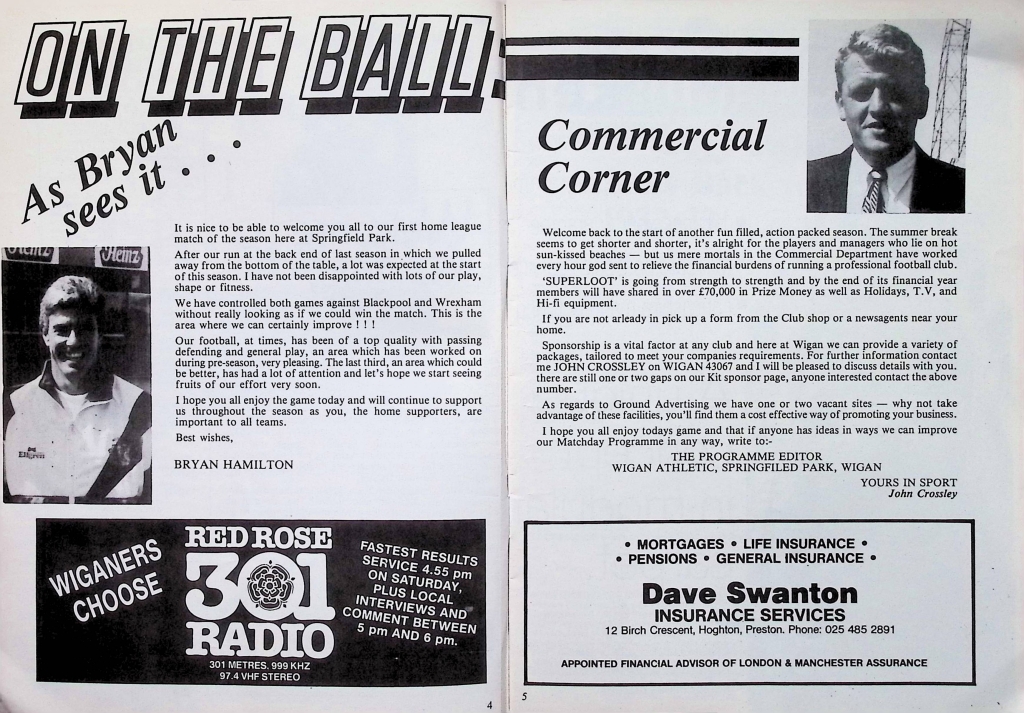 ON THE BALL:
As Bryan
sees it . . .
It is nice to be able to welcome you all to our first home league
match of the season here at Springfield Park.
After our run at the back end of last season in which we pulled
away from the bottom of the table, a lot was expected at the start
of this season. I have not been disappointed with lots of our play,
shape or fitness.
We have controlled both games against Blackpool and Wrexham
without really looking as if we could win the match. This is the
area where we can certainly improve ! ! !
Our football, at times, has been of a top quality with passing
defending and general play, an area which has been worked on
during pre-season, very pleasing. The last third, an area which could
be better, has had a lot of attention and let's hope we start seeing
fruits of our effort very soon.
I hope you all enjoy the game today and will continue to support
us throughout the season as you, the home supporters, are
important to all teams.
Best wishes,
BRYAN HAMILTON
Heinz
Heinz
Ellgren
WIGANERS
CHOOSE
RED ROSE
301
RADIO
301 METRES, 999 KHZ
97.4 VHF STEREO
FASTEST RESULTS
SERVICE 4.55 pm
ON SATURDAY,
PLUS LOCAL
INTERVIEWS AND
COMMENT BETWEEN
5 pm AND 6 pm.
4
Commercial
Corner
Welcome back to the start of another fun filled, action packed season. The summer break
seems to get shorter and shorter, it's alright for the players and managers who lie on hot
sun-kissed beaches — but us mere mortals in the Commercial Department have worked
every hour god sent to relieve the financial burdens of running a professional football club.
'SUPERLOOT' is going from strength to strength and by the end of its financial year
members will have shared in over £70,000 in Prize Money as well as Holidays, T.V, and
Hi-fi equipment.
If you are not arleady in pick up a form from the Club shop or a newsagents near your
home.
Sponsorship is a vital factor at any club and here at Wigan we can provide a variety of
packages, tailored to meet your companies requirements. For further information contact
me JOHN CROSSLEY on WIGAN 43067 and I will be pleased to discuss details with you.
there are still one or two gaps on our Kit sponsor page, anyone interested contact the above
number.
As regards to Ground Advertising we have one or two vacant sites — why not take
advantage of these facilities, you'll find them a cost effective way of promoting your business.
I hope you all enjoy todays game and that if anyone has ideas in ways we can improve
our Matchday Programme in any way, write to:-
THE PROGRAMME EDITOR
WIGAN ATHLETIC, SPRINGFILED PARK, WIGAN
YOURS IN SPORT
John Crossley
• MORTGAGES • LIFE INSURANCE •
• PENSIONS • GENERAL INSURANCE •
Dave Swanton
INSURANCE SERVICES
12 Birch Crescent, Hoghton, Preston. Phone: 025 485 2891
APPOINTED FINANCIAL ADVISOR OF LONDON & MANCHESTER ASSURANCE
5